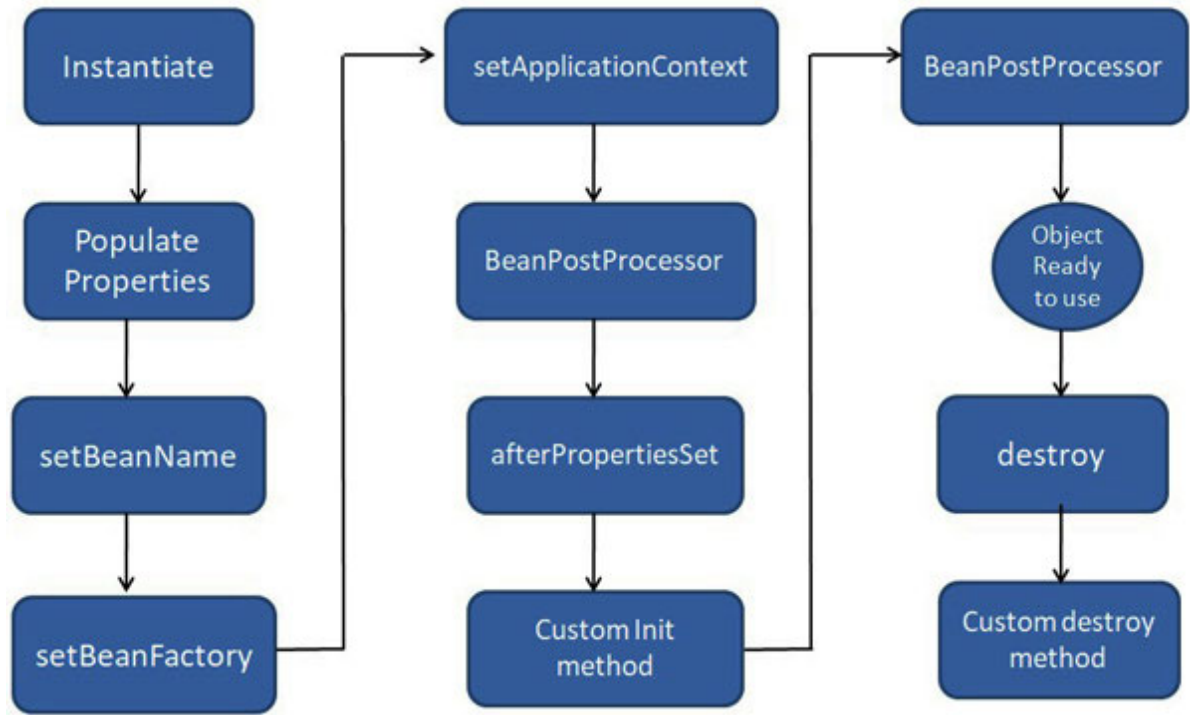 Instantiate
Populate
Properties
setBeanName
setBeanFactory
setApplicationContext
BeanPostProcessor
afterPropertiesSet
Custom Init
method
BeanPostProcessor
Object
Ready
to use
destroy
Custom destroy
method